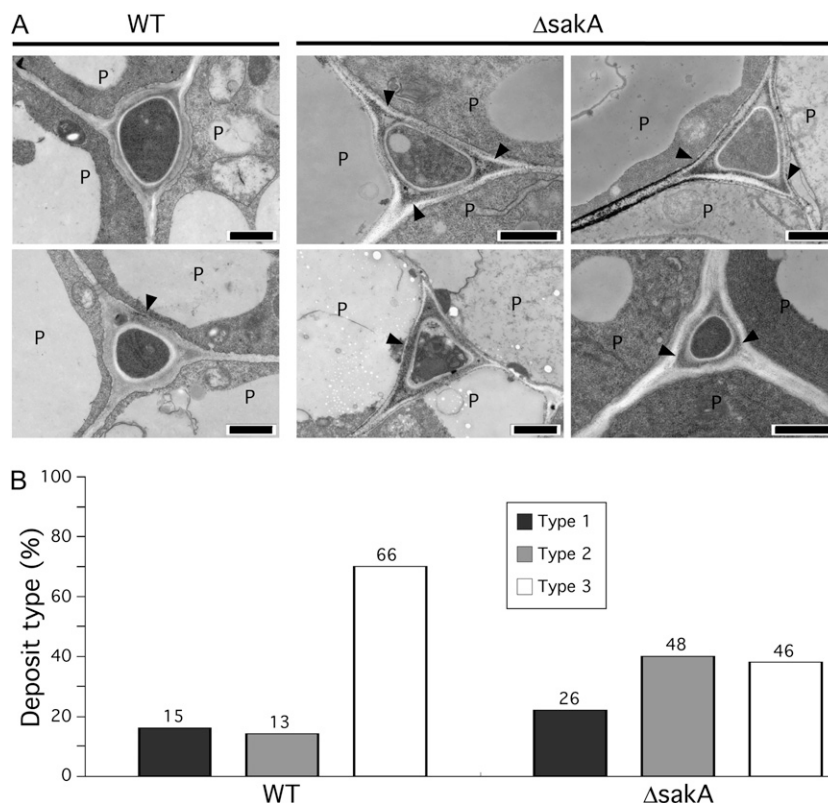 A WT ΔsakA
P P P P
P P P P
P P P P
P P P P
B
Deposit type (%)
100
80
60
40
20
0
Type 1
Type 2
Type 3
15 13 66 26 48 46
WT ΔsakA